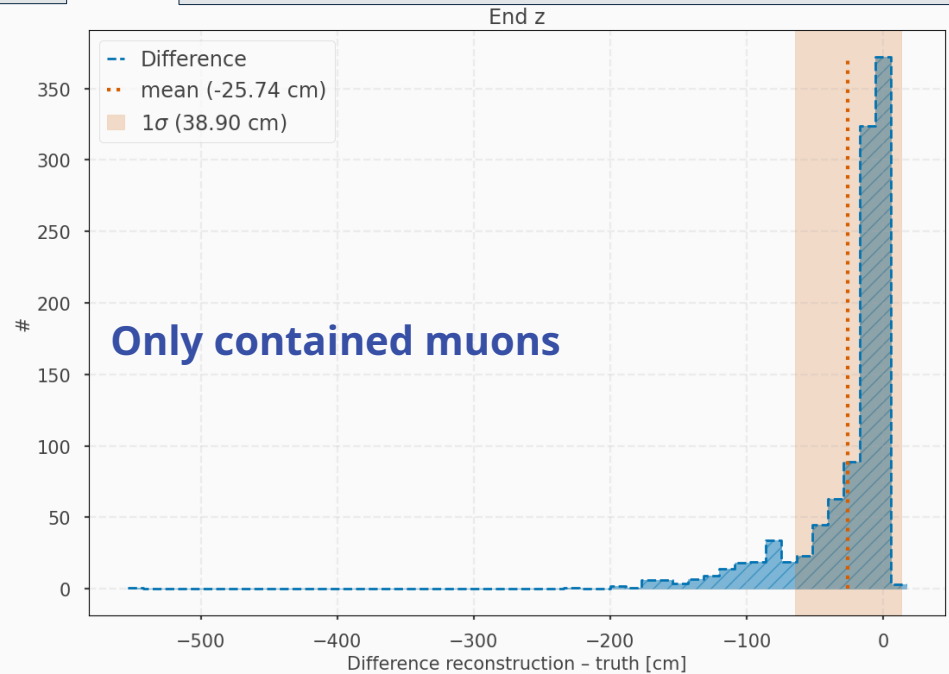 End z
Difference
mean (-25.74 cm)
1σ (38.90 cm)
350
300
250
200
150
100
50
0
#
Only contained muons
−500
−400
−300
−200
−100
0
Difference reconstruction – truth [cm]